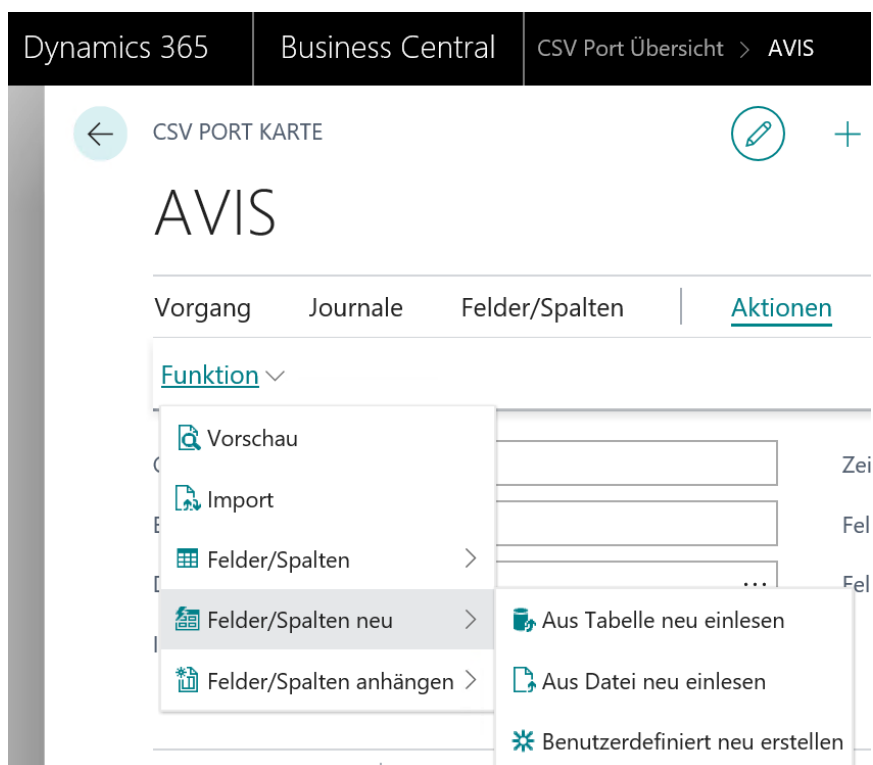 Dynamics 365 Business Central CSV Port Übersicht > AVIS
CSV PORT KARTE
AVIS
Vorgang Journale Felder/Spalten Aktionen
Funktion
Vorschau
Import
Felder/Spalten
Felder/Spalten neu
Aus Tabelle neu einlesen
Felder/Spalten anhängen
Aus Datei neu einlesen
Benutzerdefiniert neu erstellen